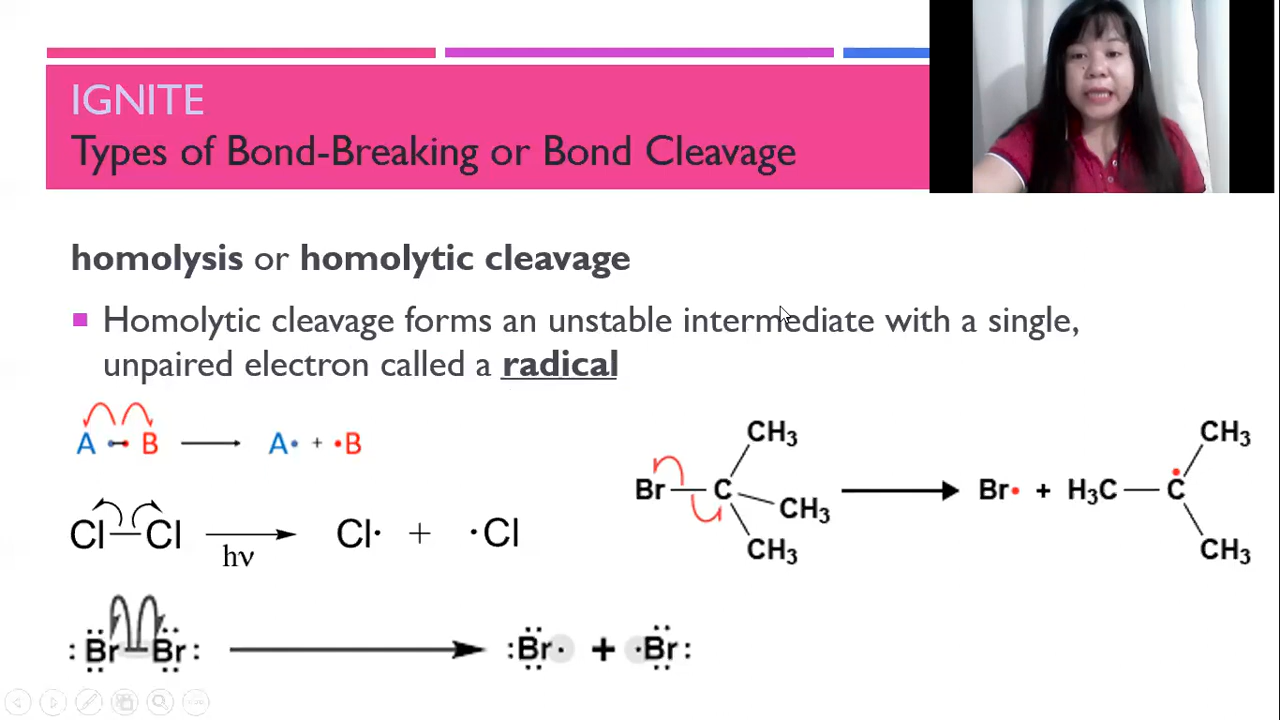 IGNITE
Types of Bond-Breaking or Bond Cleavage
homolysis or homolytic cleavage
Homolytic cleavage forms an unstable intermediate with a single,
unpaired electron called a radical
A B A· + ·B
Cl—Cl hν Cl· + ·Cl
:Br—Br: :Br· + ·Br:
CH₃
Br—C
CH₃
CH₃
Br· + H₃C—C
CH₃
CH₃